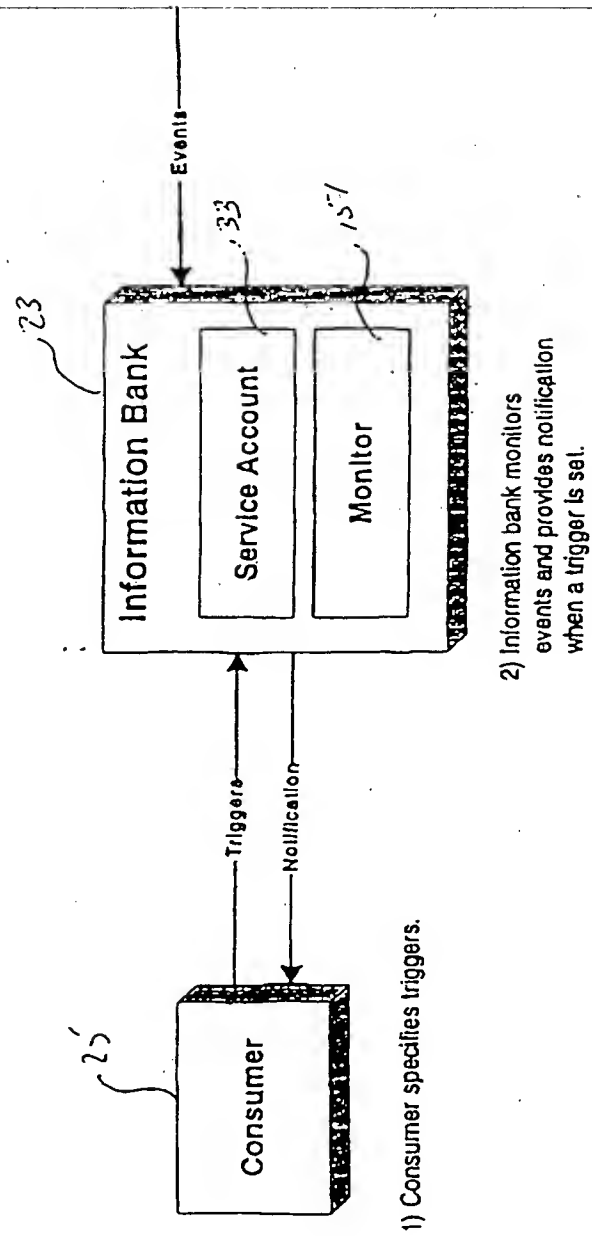 25
Consumer
1) Consumer specifies triggers.
Triggers
Notification
23
Information Bank
Service Account
33
Monitor
157
2) Information bank monitors
events and provides notification
when a trigger is set.
Events